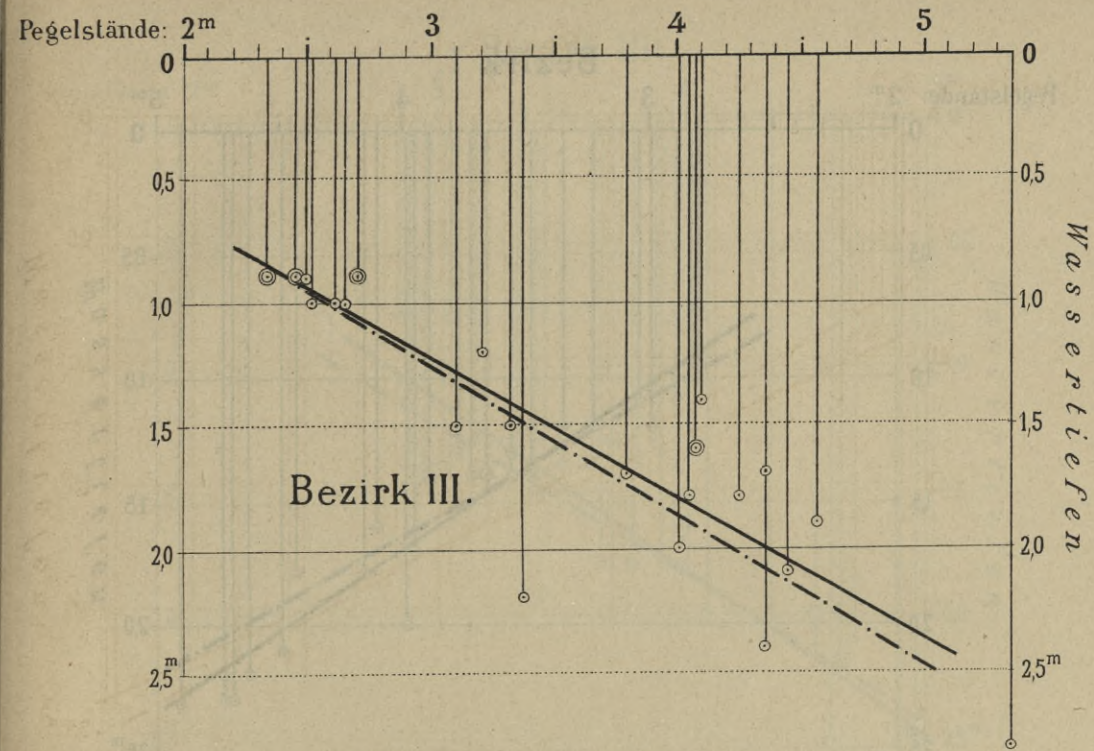 Pegelstände: 2m 3 4 5
0 0
0,5 0,5
1,0 1,0
1,5 1,5
Bezirk III.
2,0 2,0
2,5 m 2,5m
Wassertiefen